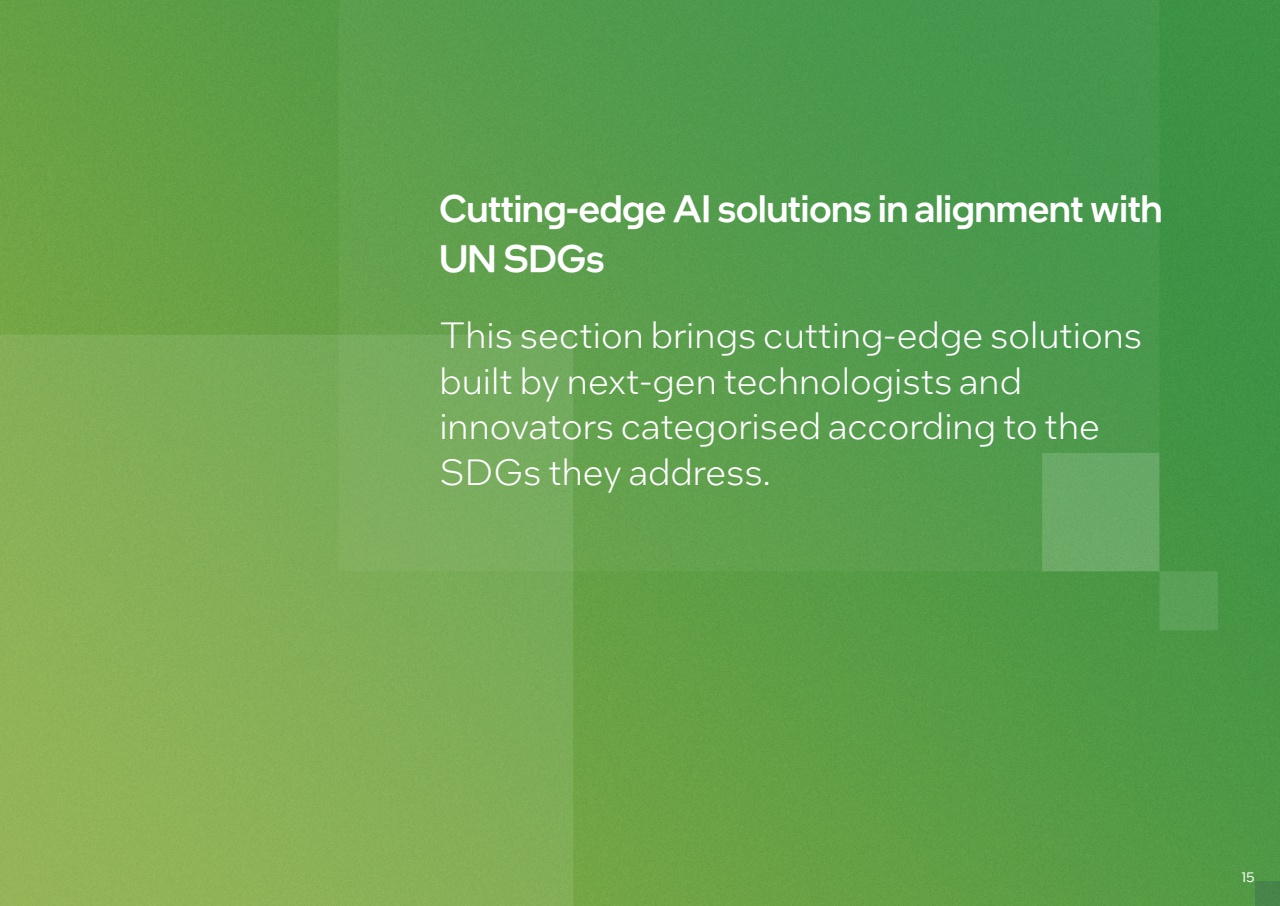 Cutting-edge AI solutions in alignment with
UN SDGs
This section brings cutting-edge solutions
built by next-gen technologists and
innovators categorised according to the
SDGs they address.
15